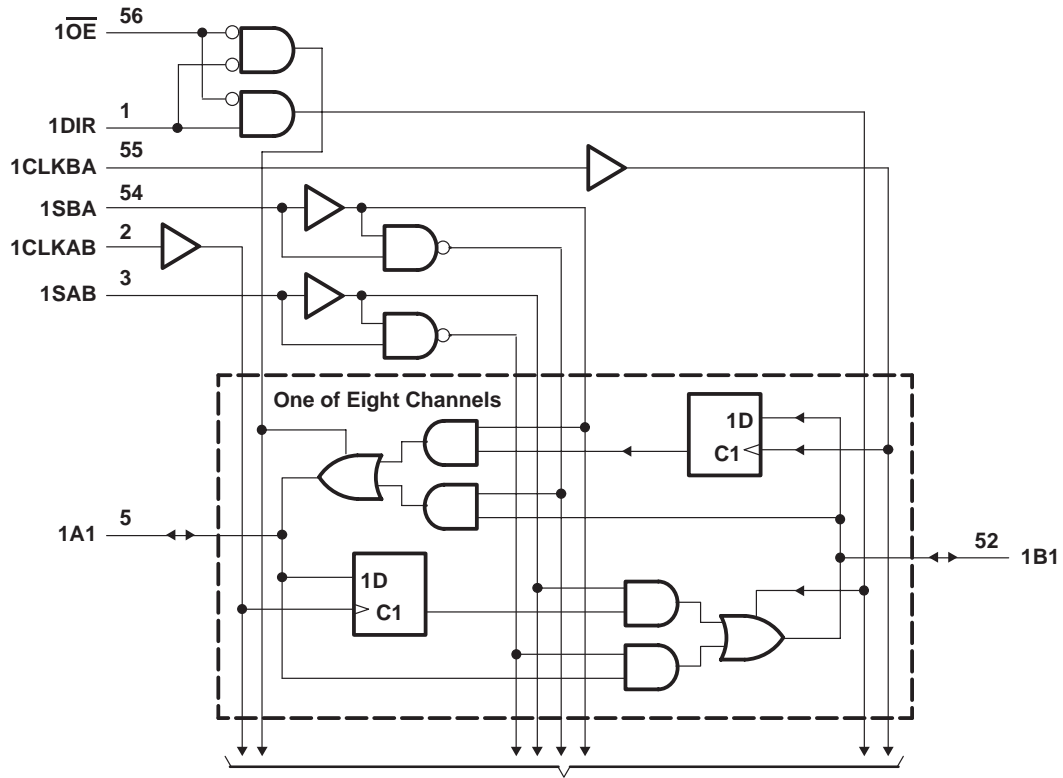 56
1O̅E̅
1
1DIR
55
1CLKBA
54
1SBA
2
1CLKAB
3
1SAB
One of Eight Channels
1D
C1
5
1A1
52
1B1
1D
C1